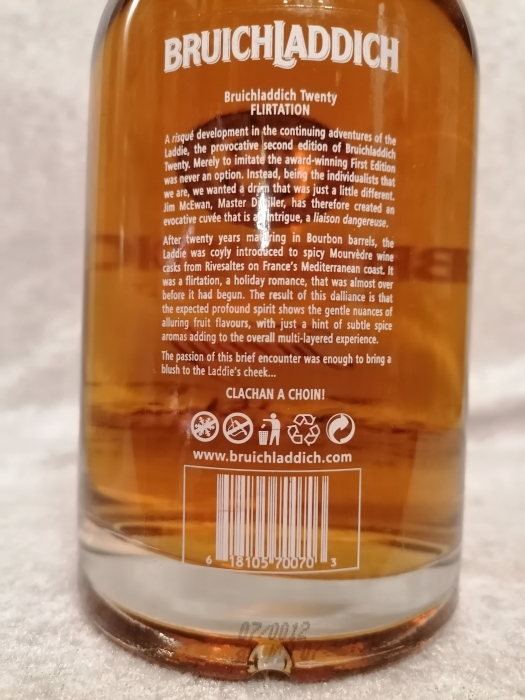 BRUICHLADDICH
Bruichladdich Twenty
FLIRTATION
A risqué development in the continuing adventures of the
Laddie, the provocative second edition of Bruichladdich
Twenty. Merely to imitate the award-winning First Edition
was never an option. Instead, being the individualists that
we are, we wanted a dram that was just a little different.
Jim McEwan, Master Distiller, has therefore created an
evocative cuvée that is a intrigue, a liaison dangereuse.
After twenty years maturing in Bourbon barrels, the
Laddie was coyly introduced to spicy Mourvèdre wine
casks from Rivesaltes on France's Mediterranean coast. It
was a flirtation, a holiday romance, that was almost over
before it had begun. The result of this dalliance is that
the expected profound spirit shows the gentle nuances of
alluring fruit flavours, with just a hint of subtle spice
aromas adding to the overall multi-layered experience.
The passion of this brief encounter was enough to bring a
blush to the Laddie's cheek...
CLACHAN A CHOIN!
www.bruichladdich.com
6 18105 70070 3